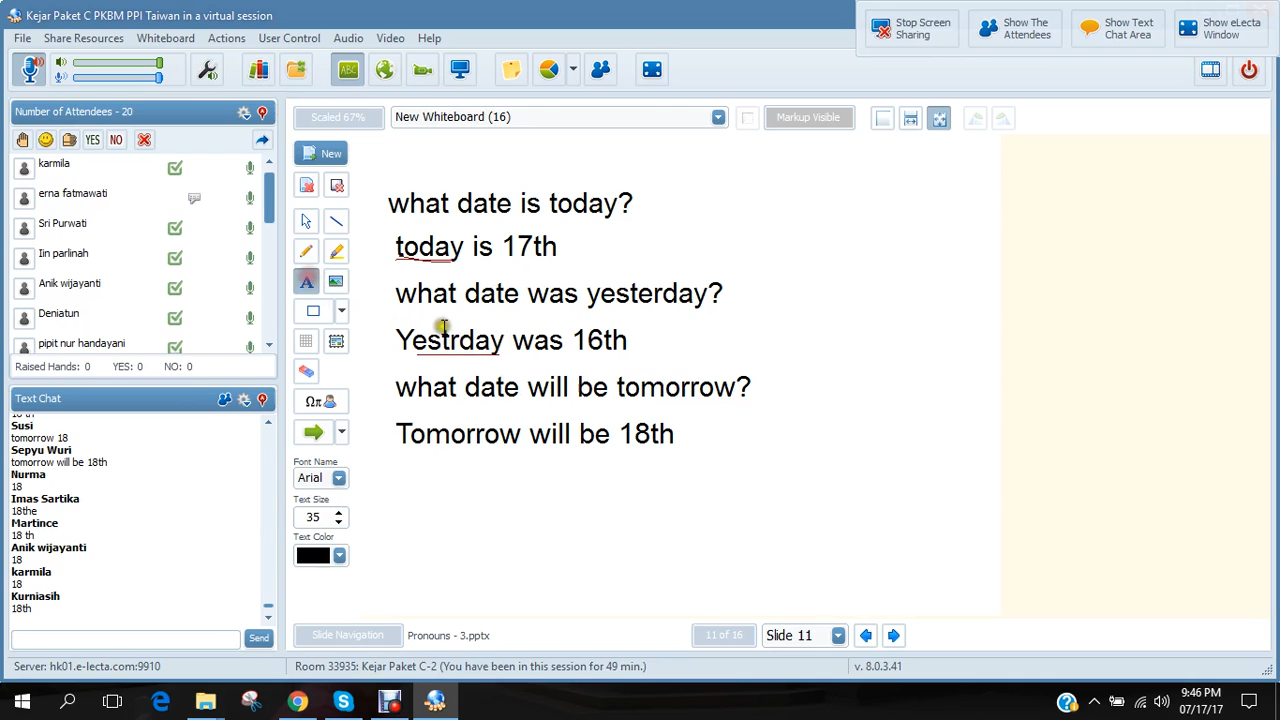 Kejar Paket C PKBM PPI Taiwan in a virtual session
Stop Screen Sharing
Show The Attendees
Show Text Chat Area
Show eLecta Window
File Share Resources Whiteboard Actions Users Control Audio Video Help
ABC
Number of Attendees - 20
YES NO
karmila
erna fatmawati
Sri Purwati
Iin parlinah
Anik wijayanti
Deniatun
pipit nur handayani
Raised Hands: 0 YES: 0 NO: 0
Text Chat
18 th
Susi
tomorrow 18
Sepyu Wuri
tomorrow will be 18th
Nurma
18
Imas Sartika
18the
Martince
18 th
Anik wijayanti
18
karmila
18
Kurniasih
18th
Send
Scaled 67%
New Whiteboard (16)
Markup Visible
New
A
Ωπ
Font Name
Arial
Text Size
35
Text Color
what date is today?
today is 17th
what date was yesterday?
Yestrday was 16th
what date will be tomorrow?
Tomorrow will be 18th
Slide Navigation
Pronouns - 3.pptx
11 of 16
Slide 11
Server: hk01.e-lecta.com:9910
Room 33935: Kejar Paket C-2 (You have been in this session for 49 min.)
v. 8.0.3.41
9:46 PM
07/17/17